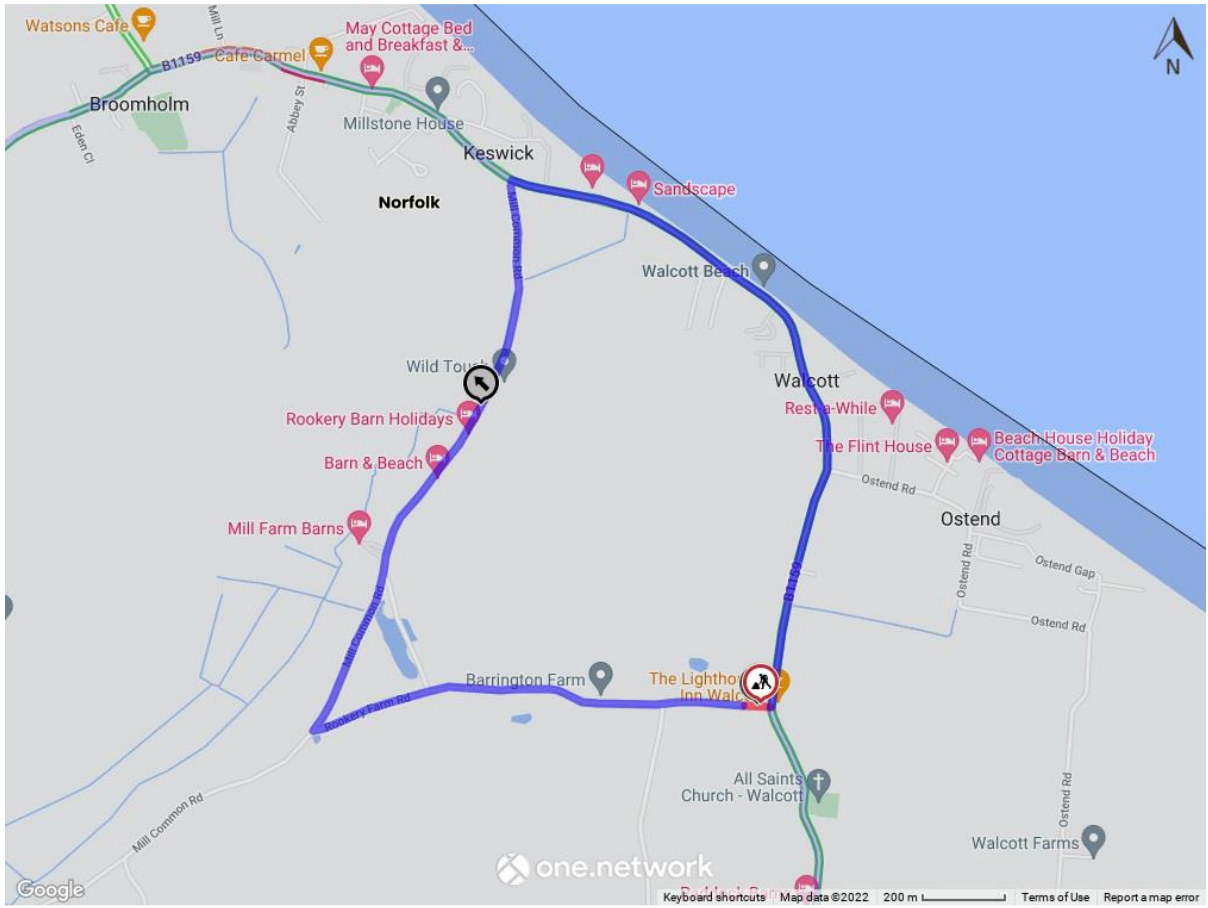 Watsons Cafe
Mill Ln
May Cottage Bed
and Breakfast &...
B1159
Cafe Carmel
Broomholm
Abbey St
Millstone House
Eden Cl
Keswick
Norfolk
Mill Common Rd
Sandscape
Walcott Beach
Wild Touch
Walcott
Rookery Barn Holidays
Rest-a-While
Barn & Beach
The Flint House
Beach House Holiday
Cottage Barn & Beach
Ostend Rd
Mill Farm Barns
Ostend
Ostend Gap
Ostend Rd
B1159
Ostend Rd
Mill Common Rd
Barrington Farm
The Lighthou
Inn Walco
Rookery Farm Rd
All Saints
Church - Walcott
Ostend Rd
Mill Common Rd
Walcott Farms
one.network
Google
Keyboard shortcuts
Map data ©2022
200 m
Terms of Use
Report a map error
N